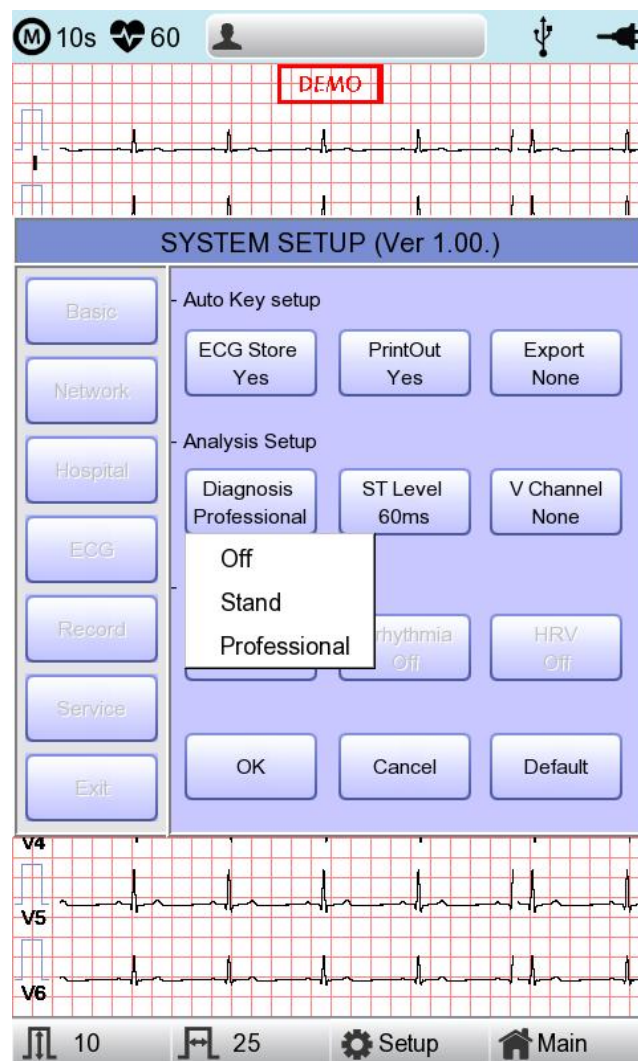 M 10s 60
DEMO
I
SYSTEM SETUP (Ver 1.00.)
Basic
Network
Hospital
ECG
Record
Service
Exit
- Auto Key setup
ECG Store
Yes
PrintOut
Yes
Export
None
- Analysis Setup
Diagnosis
Professional
ST Level
60ms
V Channel
None
Off
Stand
Professional
rhythmia
Off
HRV
Off
OK
Cancel
Default
V4
V5
V6
10
25
Setup
Main